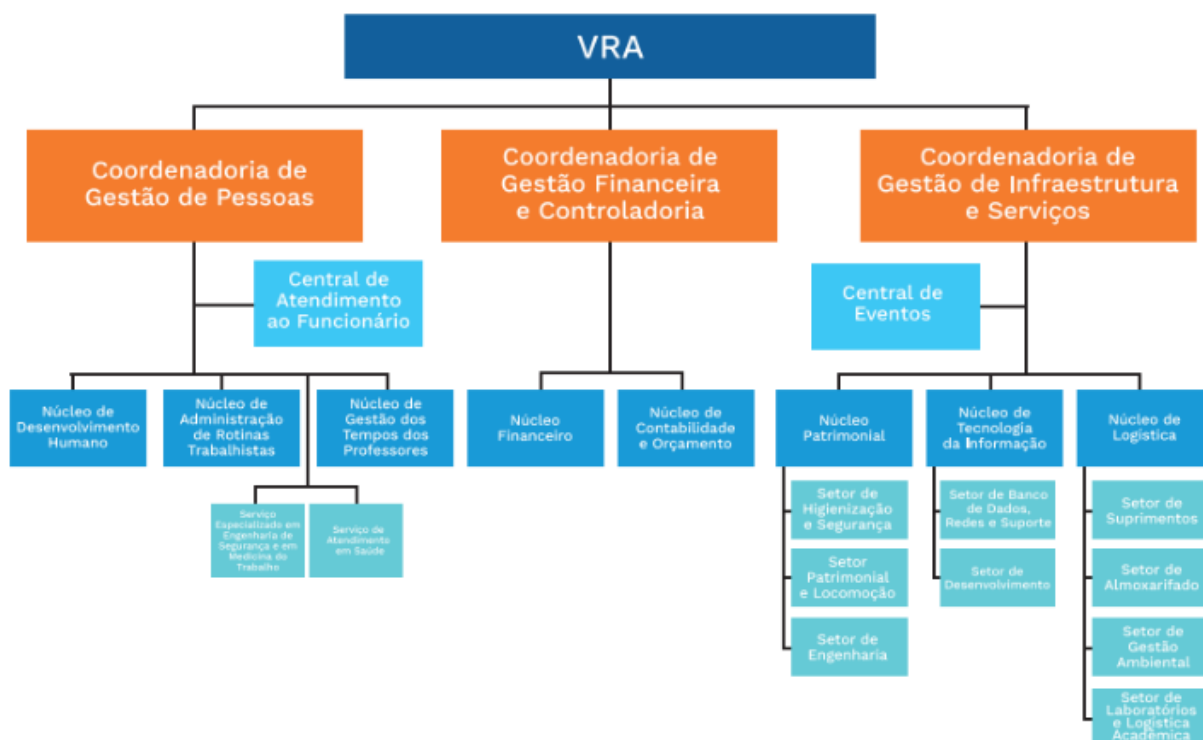 VRA
Coordenadoria de
Gestão de Pessoas
Coordenadoria de
Gestão Financeira
e Controladoria
Coordenadoria de
Gestão de Infraestrutura
e Serviços
Central de
Atendimento
ao Funcionário
Central de
Eventos
Núcleo de
Desenvolvimento
Humano
Núcleo de
Administração
de Rotinas
Trabalhistas
Núcleo de
Gestão dos
Tempos dos
Professores
Núcleo
Financeiro
Núcleo de
Contabilidade
e Orçamento
Núcleo
Patrimonial
Núcleo de
Tecnologia
da Informação
Núcleo de
Logística
Serviço
Especializado em
Engenharia de
Segurança e em
Medicina do
Trabalho
Serviço de
Atendimento
em Saúde
Setor de
Higienização
e Segurança
Setor
Patrimonial
e Locomoção
Setor de
Engenharia
Setor de Banco
de Dados,
Redes e Suporte
Setor de
Desenvolvimento
Setor de
Suprimentos
Setor de
Almoxarifado
Setor de
Gestão
Ambiental
Setor de
Laboratórios
e Logística
Acadêmica